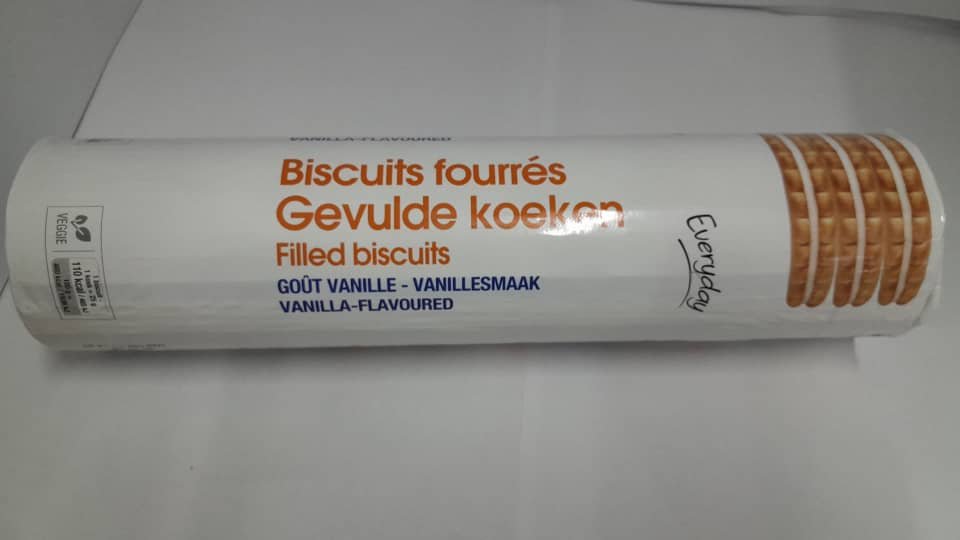 VANILLA-FLAVOURED
Biscuits fourrés
Gevulde koeken
Filled biscuits
GOÛT VANILLE - VANILLESMAAK
VANILLA-FLAVOURED
Everyday
VEGGIE
110 kcal